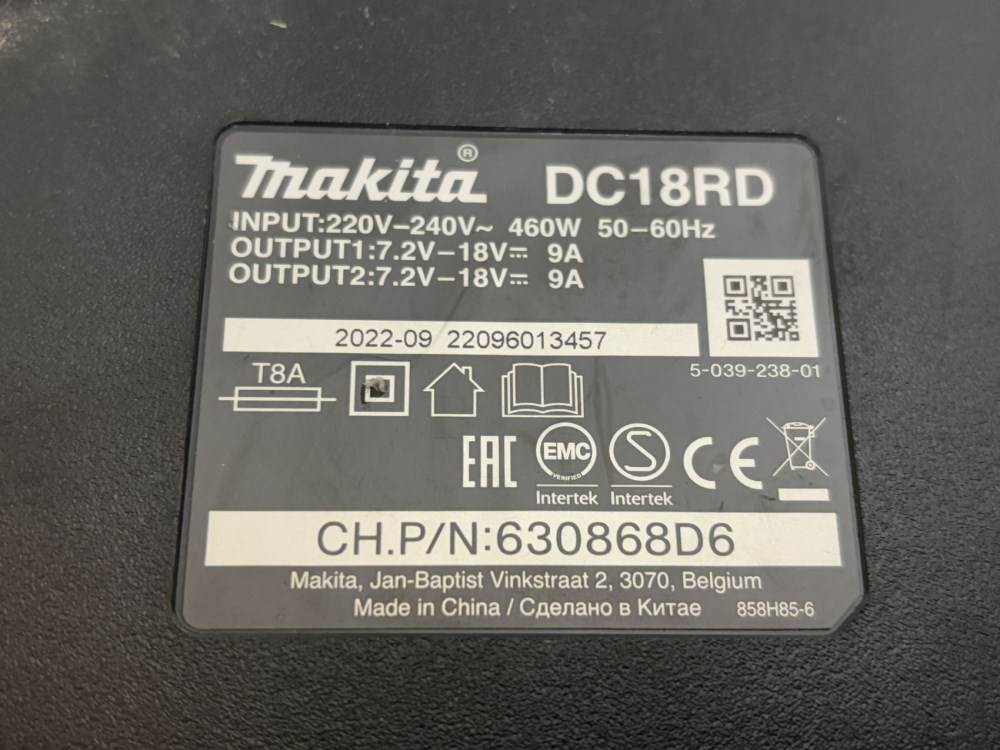 makita® DC18RD
INPUT:220V–240V~ 460W 50–60Hz
OUTPUT1:7.2V–18V⎓ 9A
OUTPUT2:7.2V–18V⎓ 9A
2022-09 22096013457
5-039-238-01
T8A
EAC EMC VERIFIED Intertek S Intertek CE
CH.P/N:630868D6
Makita, Jan-Baptist Vinkstraat 2, 3070, Belgium
Made in China / Сделано в Китае 858H85-6